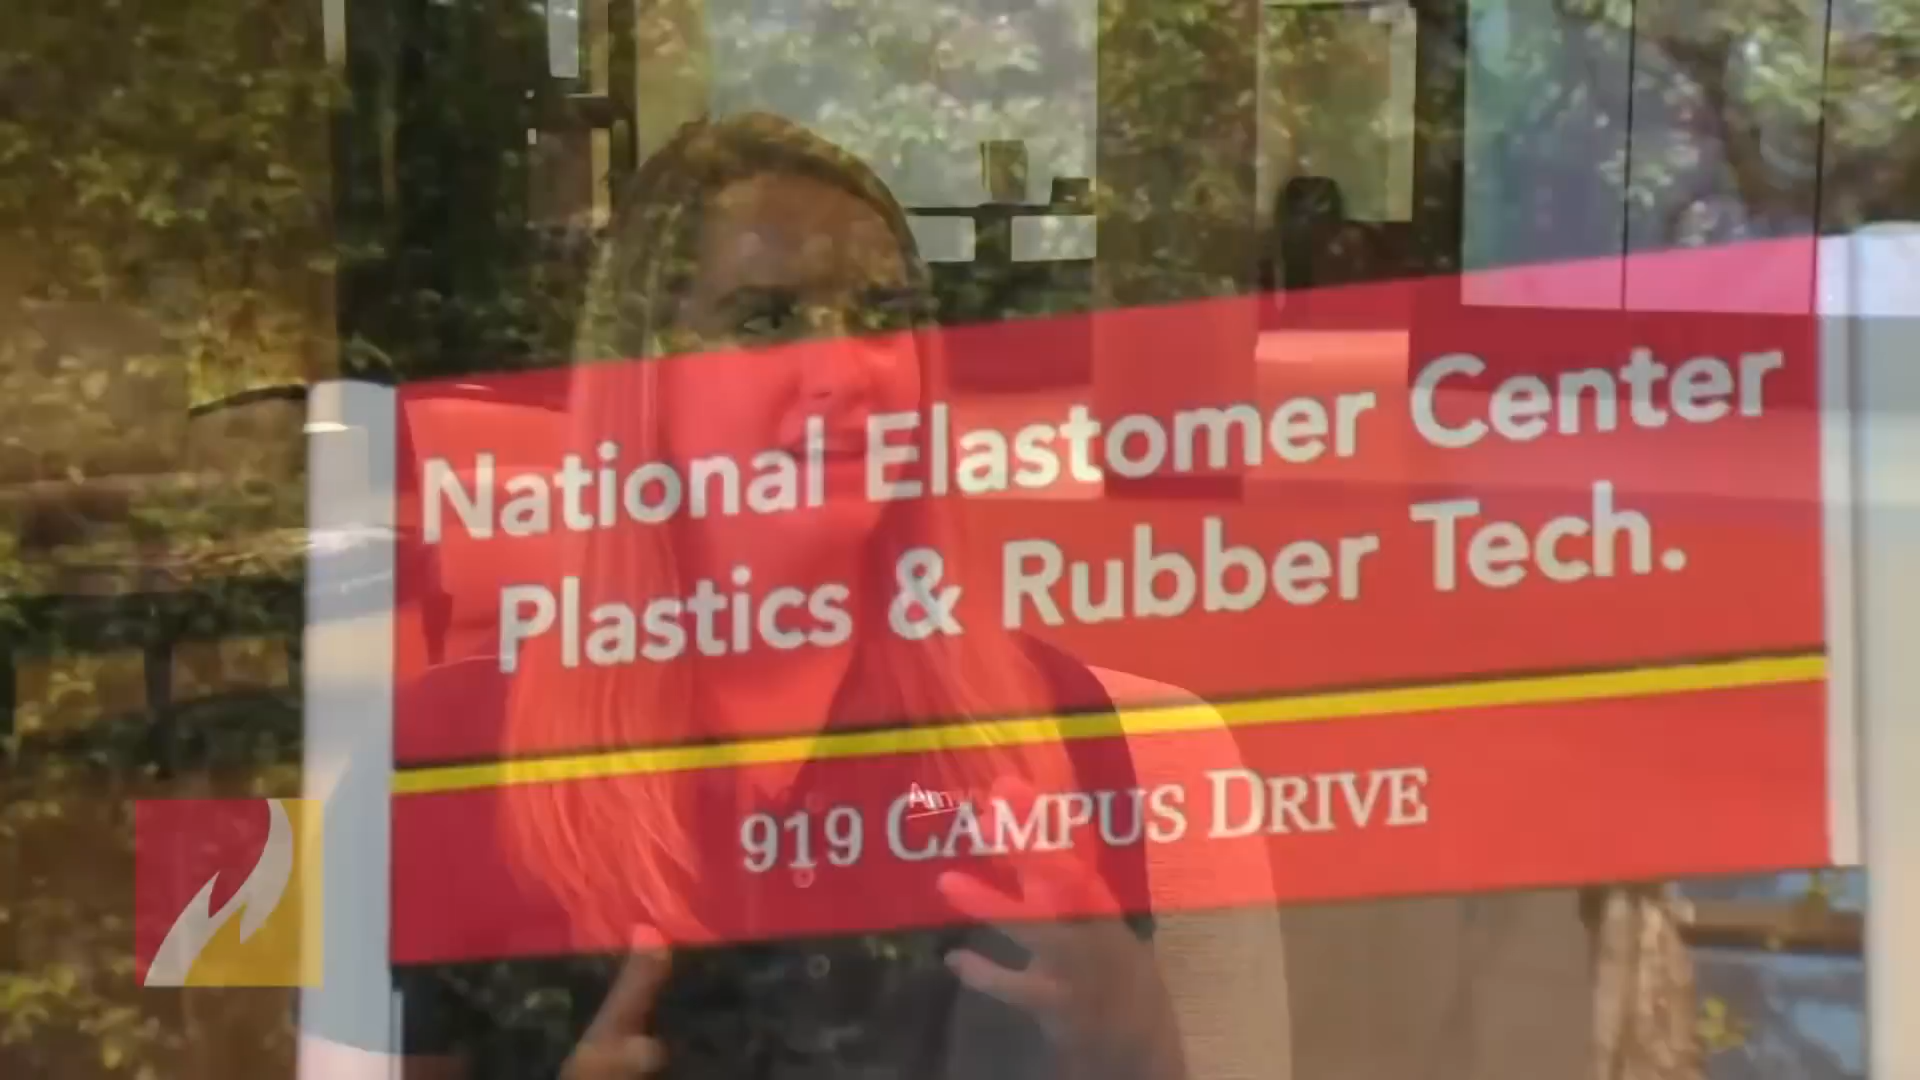 National Elastomer Center
Plastics & Rubber Tech.
919 CAMPUS DRIVE